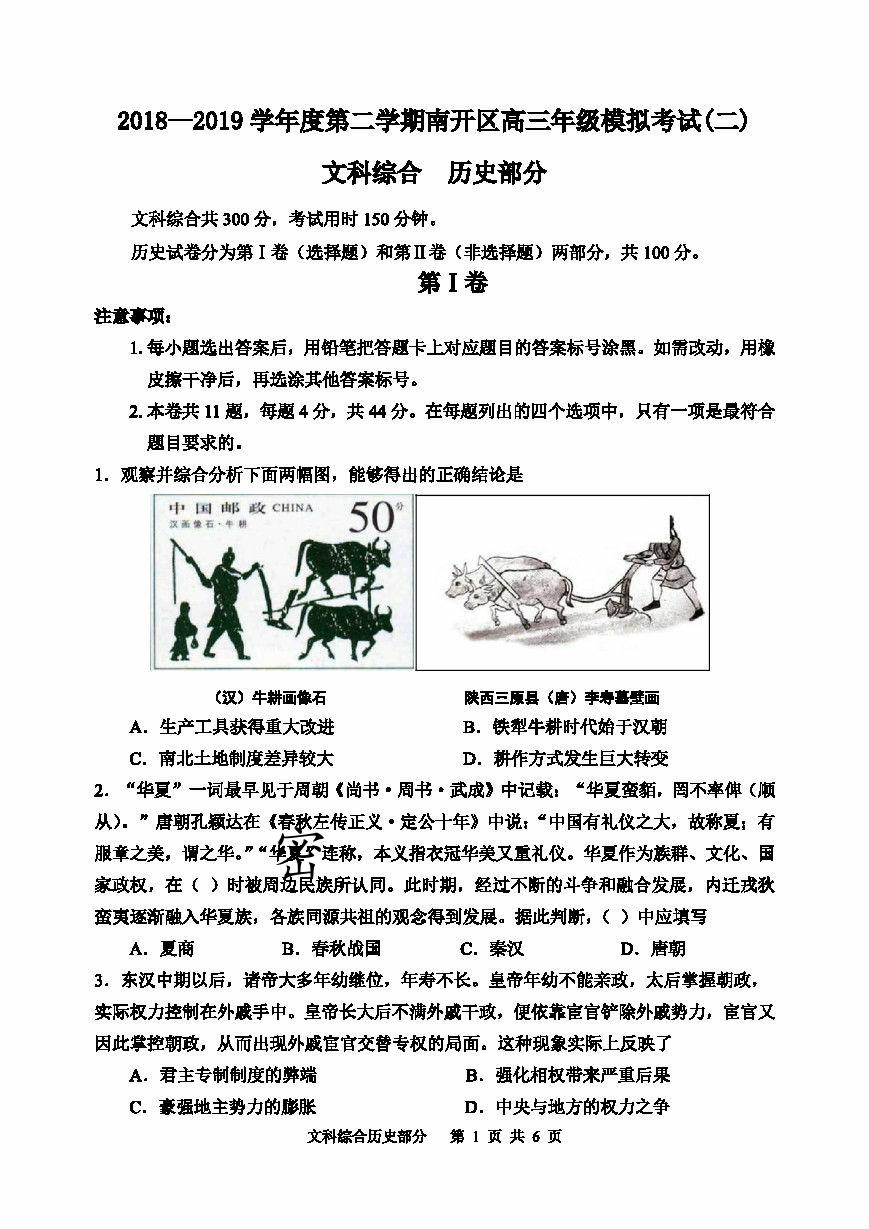 2018—2019 学年度第二学期南开区高三年级模拟考试(二)
文科综合 历史部分
文科综合共 300 分，考试用时 150 分钟。
历史试卷分为第Ⅰ卷（选择题）和第Ⅱ卷（非选择题）两部分，共 100 分。
第Ⅰ卷
注意事项：
1. 每小题选出答案后，用铅笔把答题卡上对应题目的答案标号涂黑。如需改动，用橡
皮擦干净后，再选涂其他答案标号。
2. 本卷共 11 题，每题 4 分，共 44 分。在每题列出的四个选项中，只有一项是最符合
题目要求的。
1．观察并综合分析下面两幅图，能够得出的正确结论是
中国邮政 CHINA 50分
汉画像石·牛耕
（汉）牛耕画像石 陕西三原县（唐）李寿墓壁画
A．生产工具获得重大改进 B．铁犁牛耕时代始于汉朝
C．南北土地制度差异较大 D．耕作方式发生巨大转变
2．“华夏”一词最早见于周朝《尚书·周书·武成》中记载：“华夏蛮貊，罔不率俾（顺
从）。”唐朝孔颖达在《春秋左传正义·定公十年》中说：“中国有礼仪之大，故称夏；有
服章之美，谓之华。”“华夏”连称，本义指衣冠华美又重礼仪。华夏作为族群、文化、国
家政权，在（ ）时被周边民族所认同。此时期，经过不断的斗争和融合发展，内迁戎狄
蛮夷逐渐融入华夏族，各族同源共祖的观念得到发展。据此判断，（ ）中应填写
A．夏商 B．春秋战国 C．秦汉 D．唐朝
密
3．东汉中期以后，诸帝大多年幼继位，年寿不长。皇帝年幼不能亲政，太后掌握朝政，
实际权力控制在外戚手中。皇帝长大后不满外戚干政，便依靠宦官铲除外戚势力，宦官又
因此掌控朝政，从而出现外戚宦官交替专权的局面。这种现象实际上反映了
A．君主专制制度的弊端 B．强化相权带来严重后果
C．豪强地主势力的膨胀 D．中央与地方的权力之争
文科综合历史部分 第 1 页 共 6 页